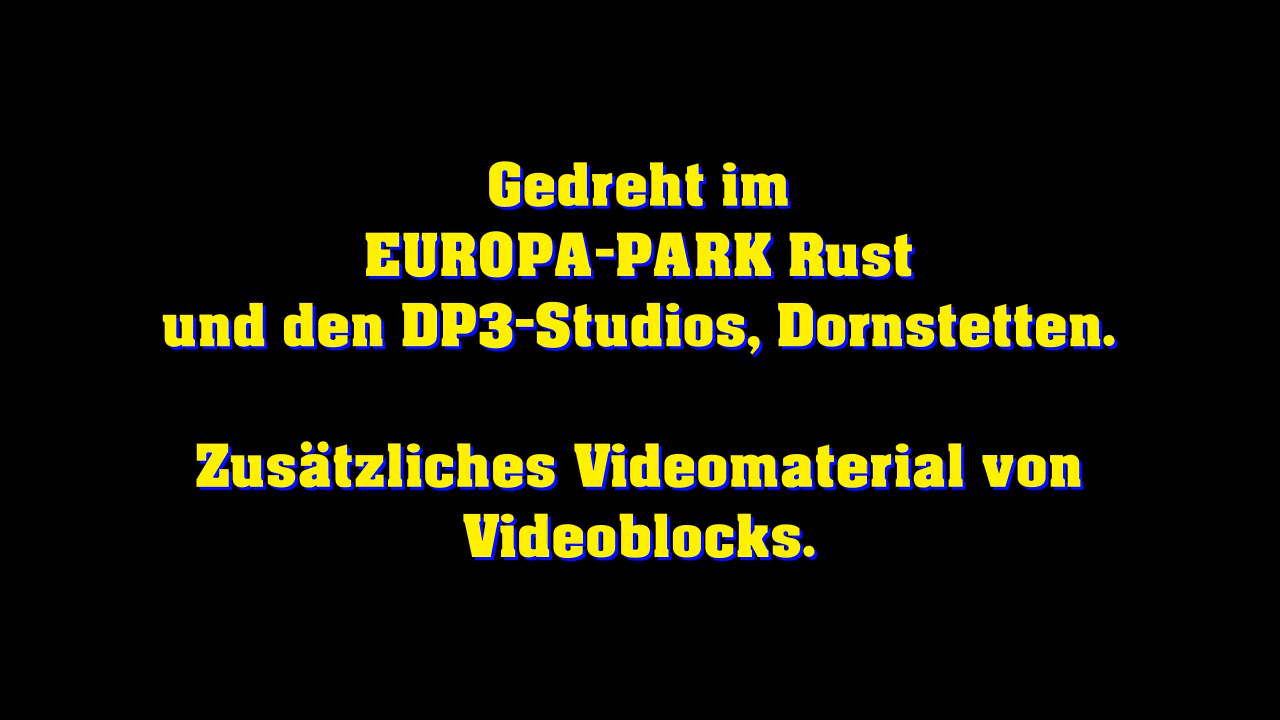 Gedreht im
EUROPA-PARK Rust
und den DP3-Studios, Dornstetten.
Zusätzliches Videomaterial von
Videoblocks.